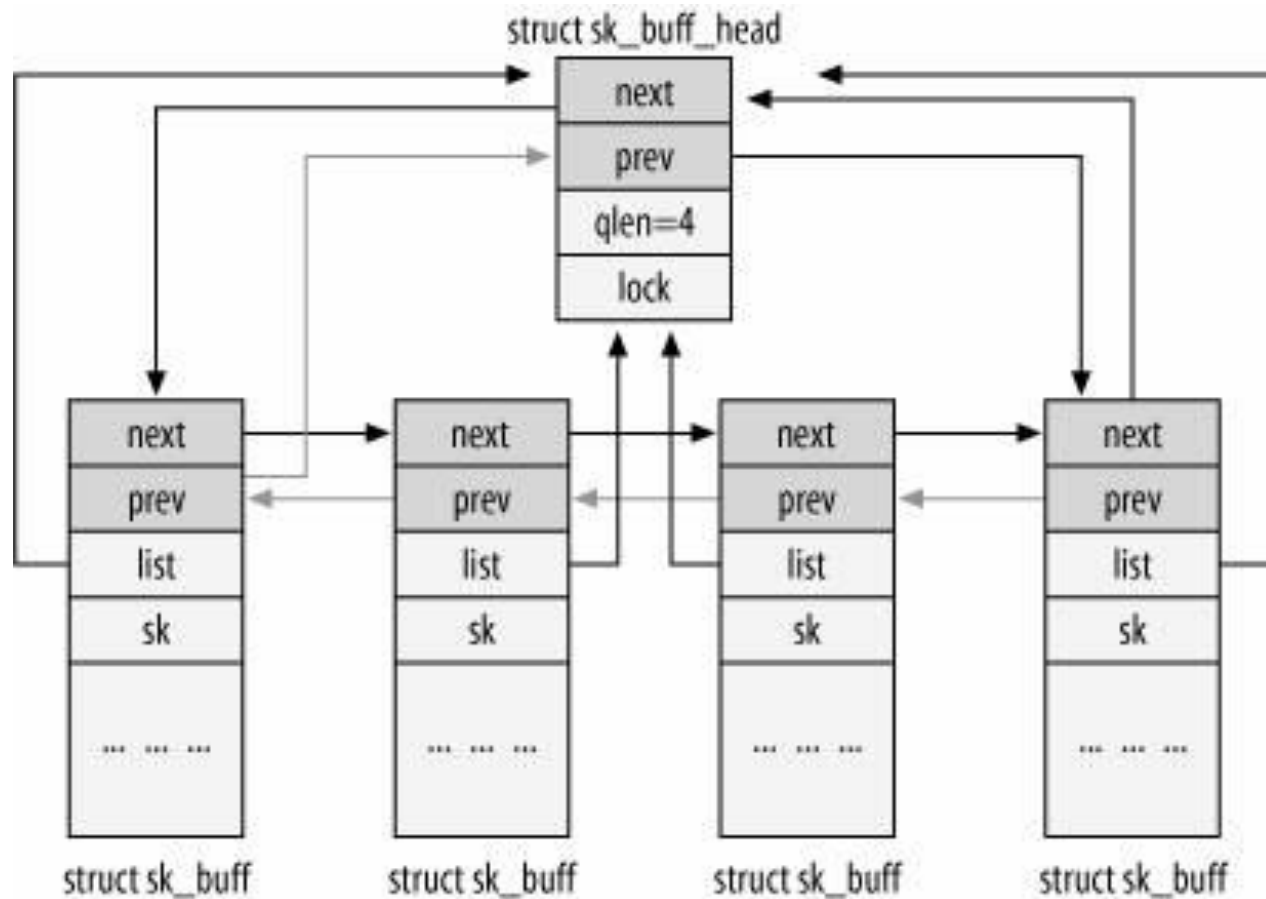 struct sk_buff_head
next
prev
qlen=4
lock
next
prev
list
sk
... ... ...
struct sk_buff
next
prev
list
sk
... ... ...
struct sk_buff
next
prev
list
sk
... ... ...
struct sk_buff
next
prev
list
sk
... ... ...
struct sk_buff